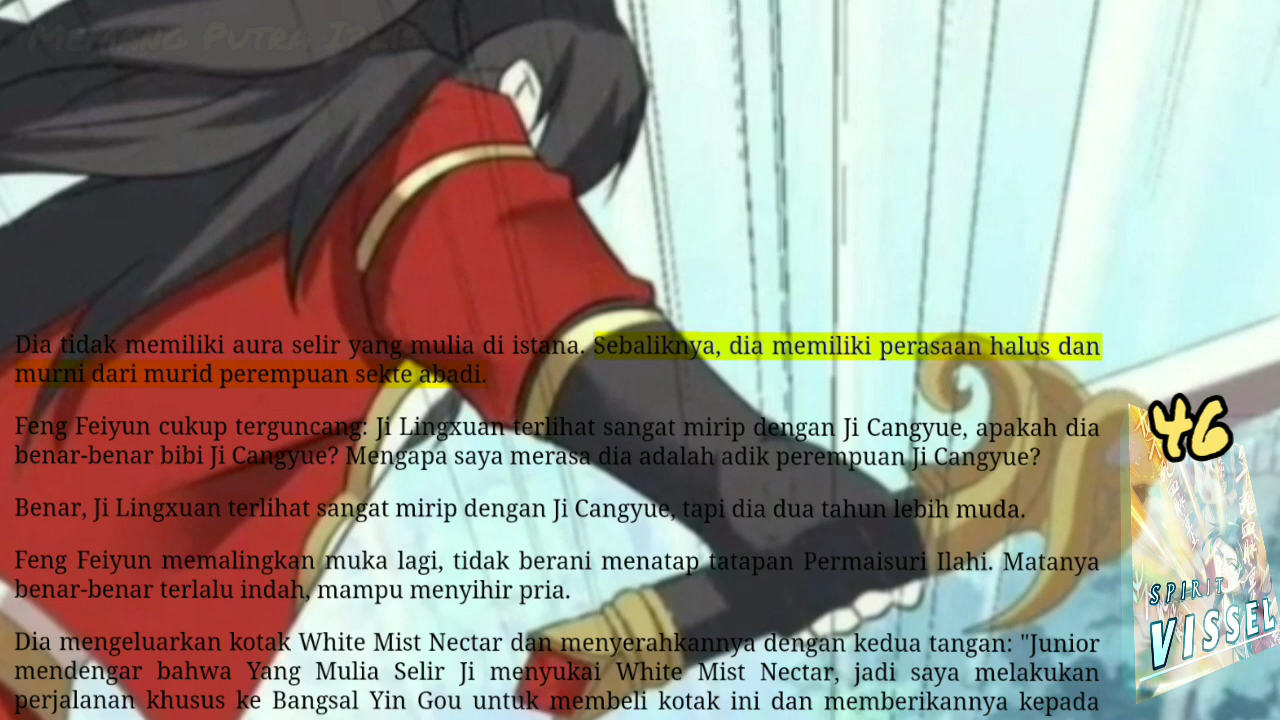 Memang Putra Iblis
Dia tidak memiliki aura selir yang mulia di istana. Sebaliknya, dia memiliki perasaan halus dan
murni dari murid perempuan sekte abadi.
Feng Feiyun cukup terguncang: Ji Lingxuan terlihat sangat mirip dengan Ji Cangyue, apakah dia
benar-benar bibi Ji Cangyue? Mengapa saya merasa dia adalah adik perempuan Ji Cangyue?
Benar, Ji Lingxuan terlihat sangat mirip dengan Ji Cangyue, tapi dia dua tahun lebih muda.
Feng Feiyun memalingkan muka lagi, tidak berani menatap tatapan Permaisuri Ilahi. Matanya
benar-benar terlalu indah, mampu menyihir pria.
Dia mengeluarkan kotak White Mist Nectar dan menyerahkannya dengan kedua tangan: "Junior
mendengar bahwa Yang Mulia Selir Ji menyukai White Mist Nectar, jadi saya melakukan
perjalanan khusus ke Bangsal Yin Gou untuk membeli kotak ini dan memberikannya kepada
46
SPIRIT
VISSEL